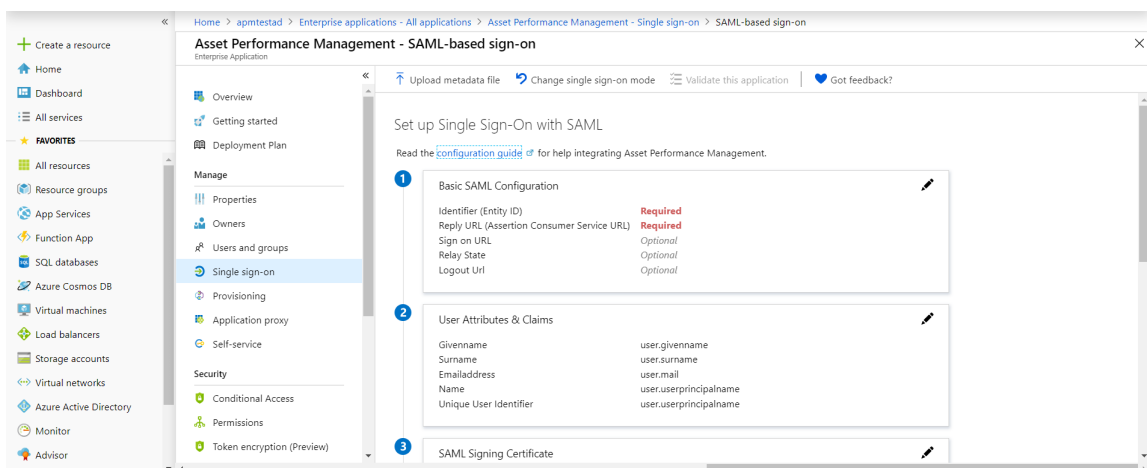 Home > apmtestad > Enterprise applications - All applications > Asset Performance Management - Single sign-on > SAML-based sign-on
Asset Performance Management - SAML-based sign-on
Enterprise Application
Create a resource
Home
Dashboard
All services
FAVORITES
All resources
Resource groups
App Services
Function App
SQL databases
Azure Cosmos DB
Virtual machines
Load balancers
Storage accounts
Virtual networks
Azure Active Directory
Monitor
Advisor
Overview
Getting started
Deployment Plan
Manage
Properties
Owners
Users and groups
Single sign-on
Provisioning
Application proxy
Self-service
Security
Conditional Access
Permissions
Token encryption (Preview)
Upload metadata file Change single sign-on mode Validate this application Got feedback?
Set up Single Sign-On with SAML
Read the configuration guide for help integrating Asset Performance Management.
1
Basic SAML Configuration
Identifier (Entity ID) Required
Reply URL (Assertion Consumer Service URL) Required
Sign on URL Optional
Relay State Optional
Logout Url Optional
2
User Attributes & Claims
Givenname user.givenname
Surname user.surname
Emailaddress user.mail
Name user.userprincipalname
Unique User Identifier user.userprincipalname
3
SAML Signing Certificate